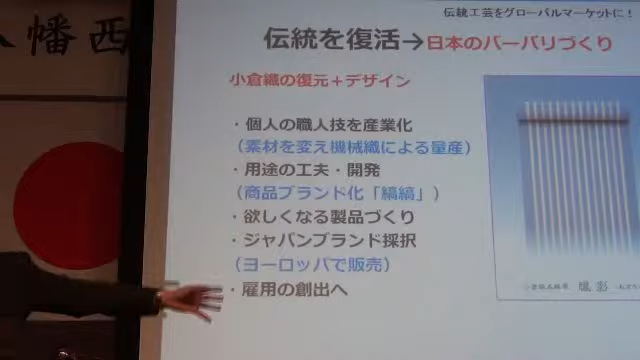 伝統工芸をグローバルマーケットに!
八幡西
伝統を復活→日本のバーバリづくり
小倉織の復元+デザイン
・個人の職人技を産業化
(素材を変え機械織による量産)
・用途の工夫・開発
(商品ブランド化「縞縞」)
・欲しくなる製品づくり
・ジャパンブランド採択
(ヨーロッパで販売)
・雇用の創出へ